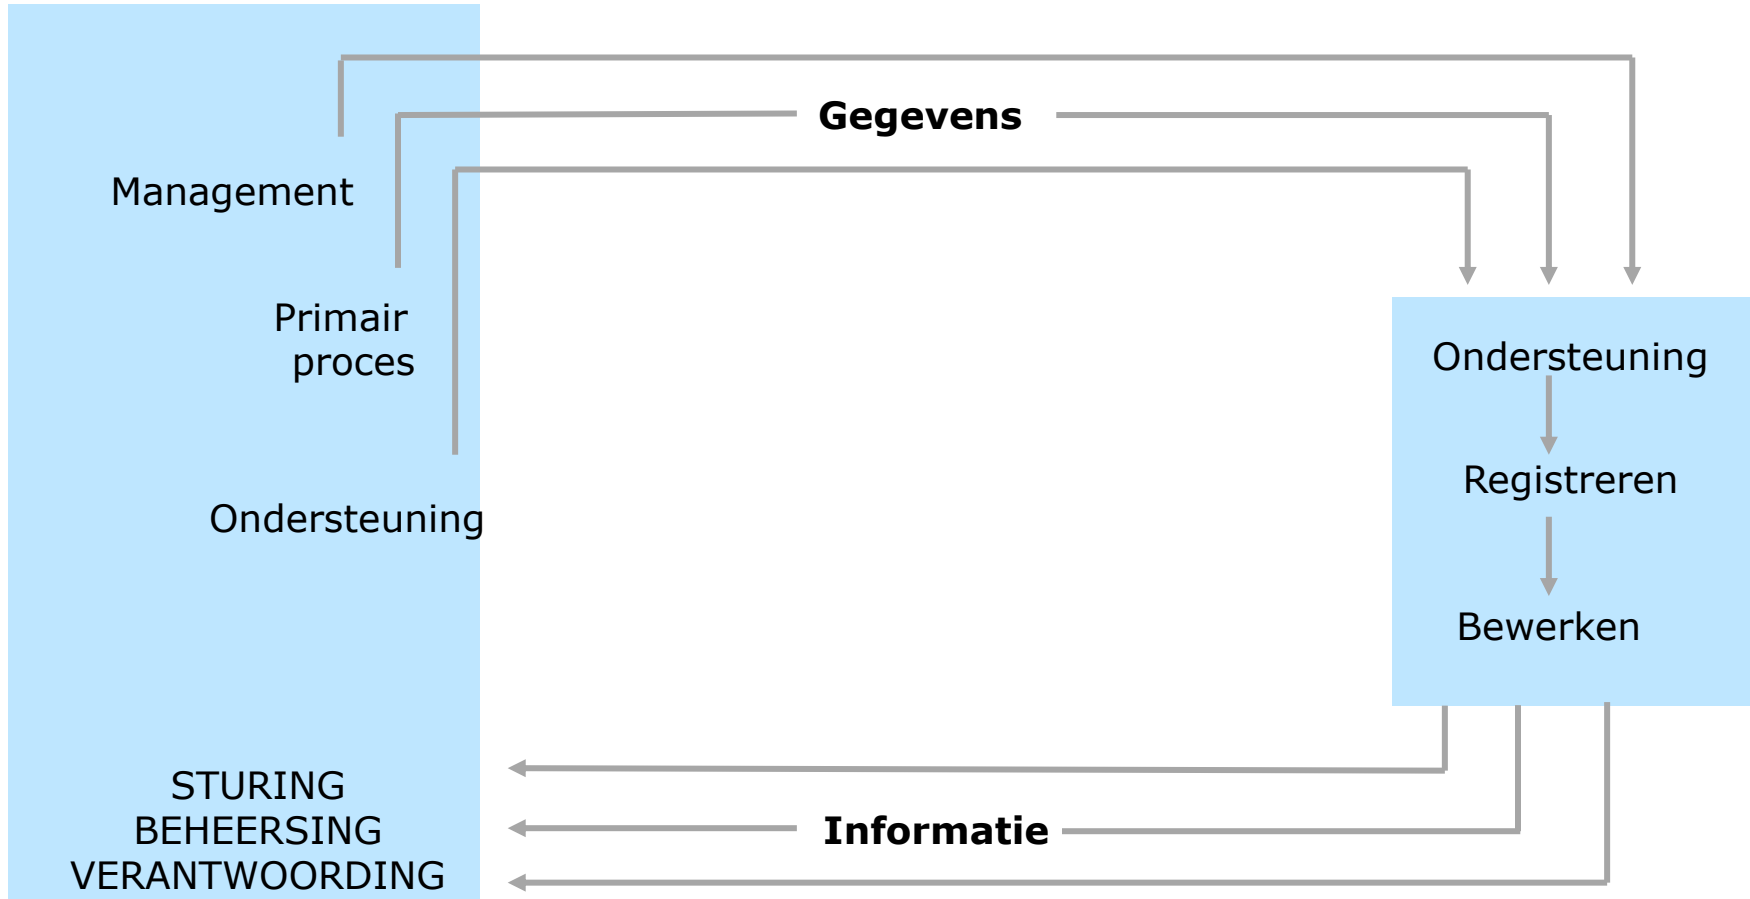 Gegevens
Management
Primair
proces
Ondersteuning
Ondersteuning
Registreren
Bewerken
STURING
BEHEERSING
VERANTWOORDING
Informatie